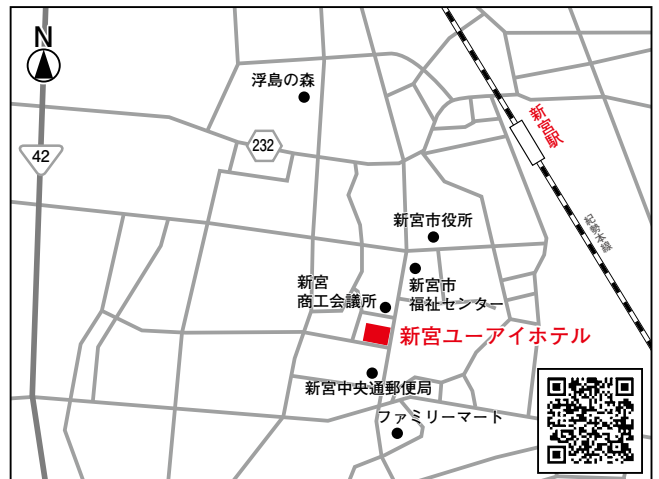 N
浮島の森
新宮駅
232
42
新宮市役所
紀勢本線
新宮
商工会議所
新宮市
福祉センター
新宮ユーアイホテル
新宮中央通郵便局
ファミリーマート